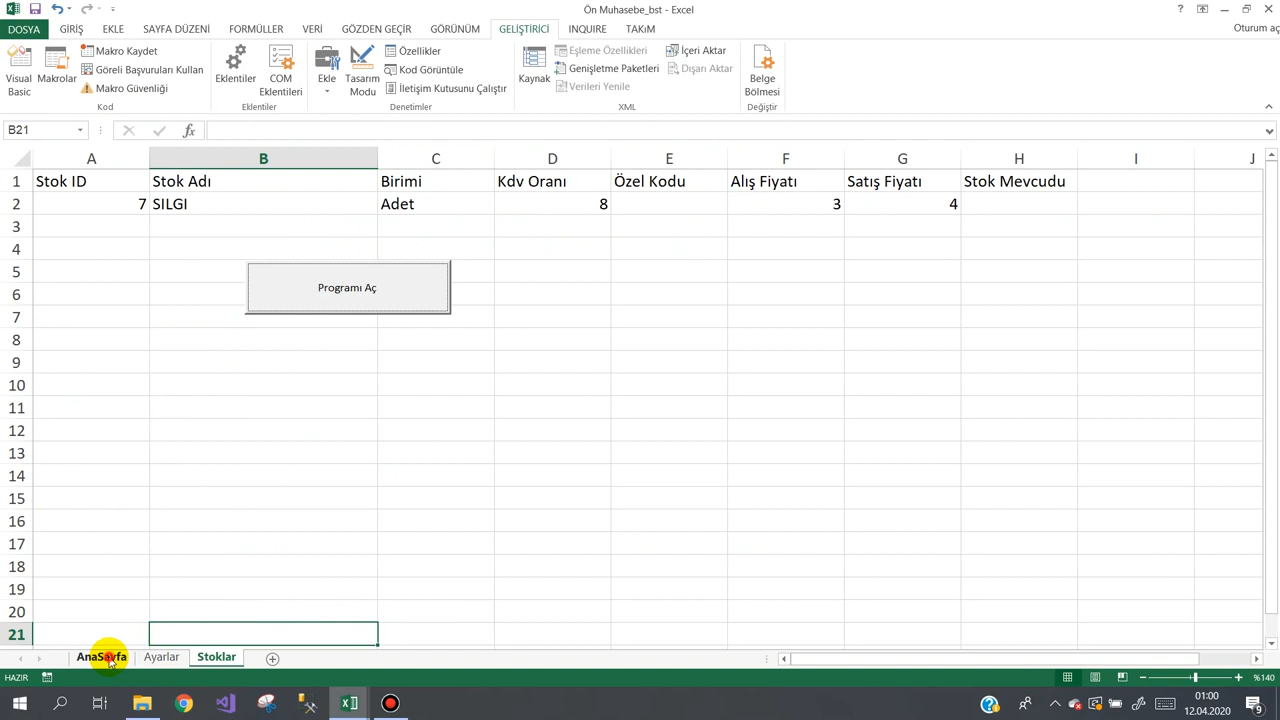 Ön Muhasebe_bst - Excel
DOSYA GİRİŞ EKLE SAYFA DÜZENİ FORMÜLLER VERİ GÖZDEN GEÇİR GÖRÜNÜM GELİŞTİRİCİ INQUIRE TAKIM Oturum aç
Visual Basic
Makrolar
Makro Kaydet
Göreli Başvuruları Kullan
Makro Güvenliği
Kod
Eklentiler
COM Eklentileri
Eklentiler
Ekle
Tasarım Modu
Özellikler
Kod Görüntüle
İletişim Kutusunu Çalıştır
Denetimler
Kaynak
Eşleme Özellikleri
Genişletme Paketleri
Verileri Yenile
İçeri Aktar
Dışarı Aktar
XML
Belge Bölmesi
Değiştir
B21 fx
A B C D E F G H I J
1 Stok ID Stok Adı Birimi Kdv Oranı Özel Kodu Alış Fiyatı Satış Fiyatı Stok Mevcudu
2 7 SILGI Adet 8 3 4
3
4
5
Programı Aç
6
7
8
9
10
11
12
13
14
15
16
17
18
19
20
21
AnaSayfa Ayarlar Stoklar
HAZIR %140
01:00
12.04.2020
9